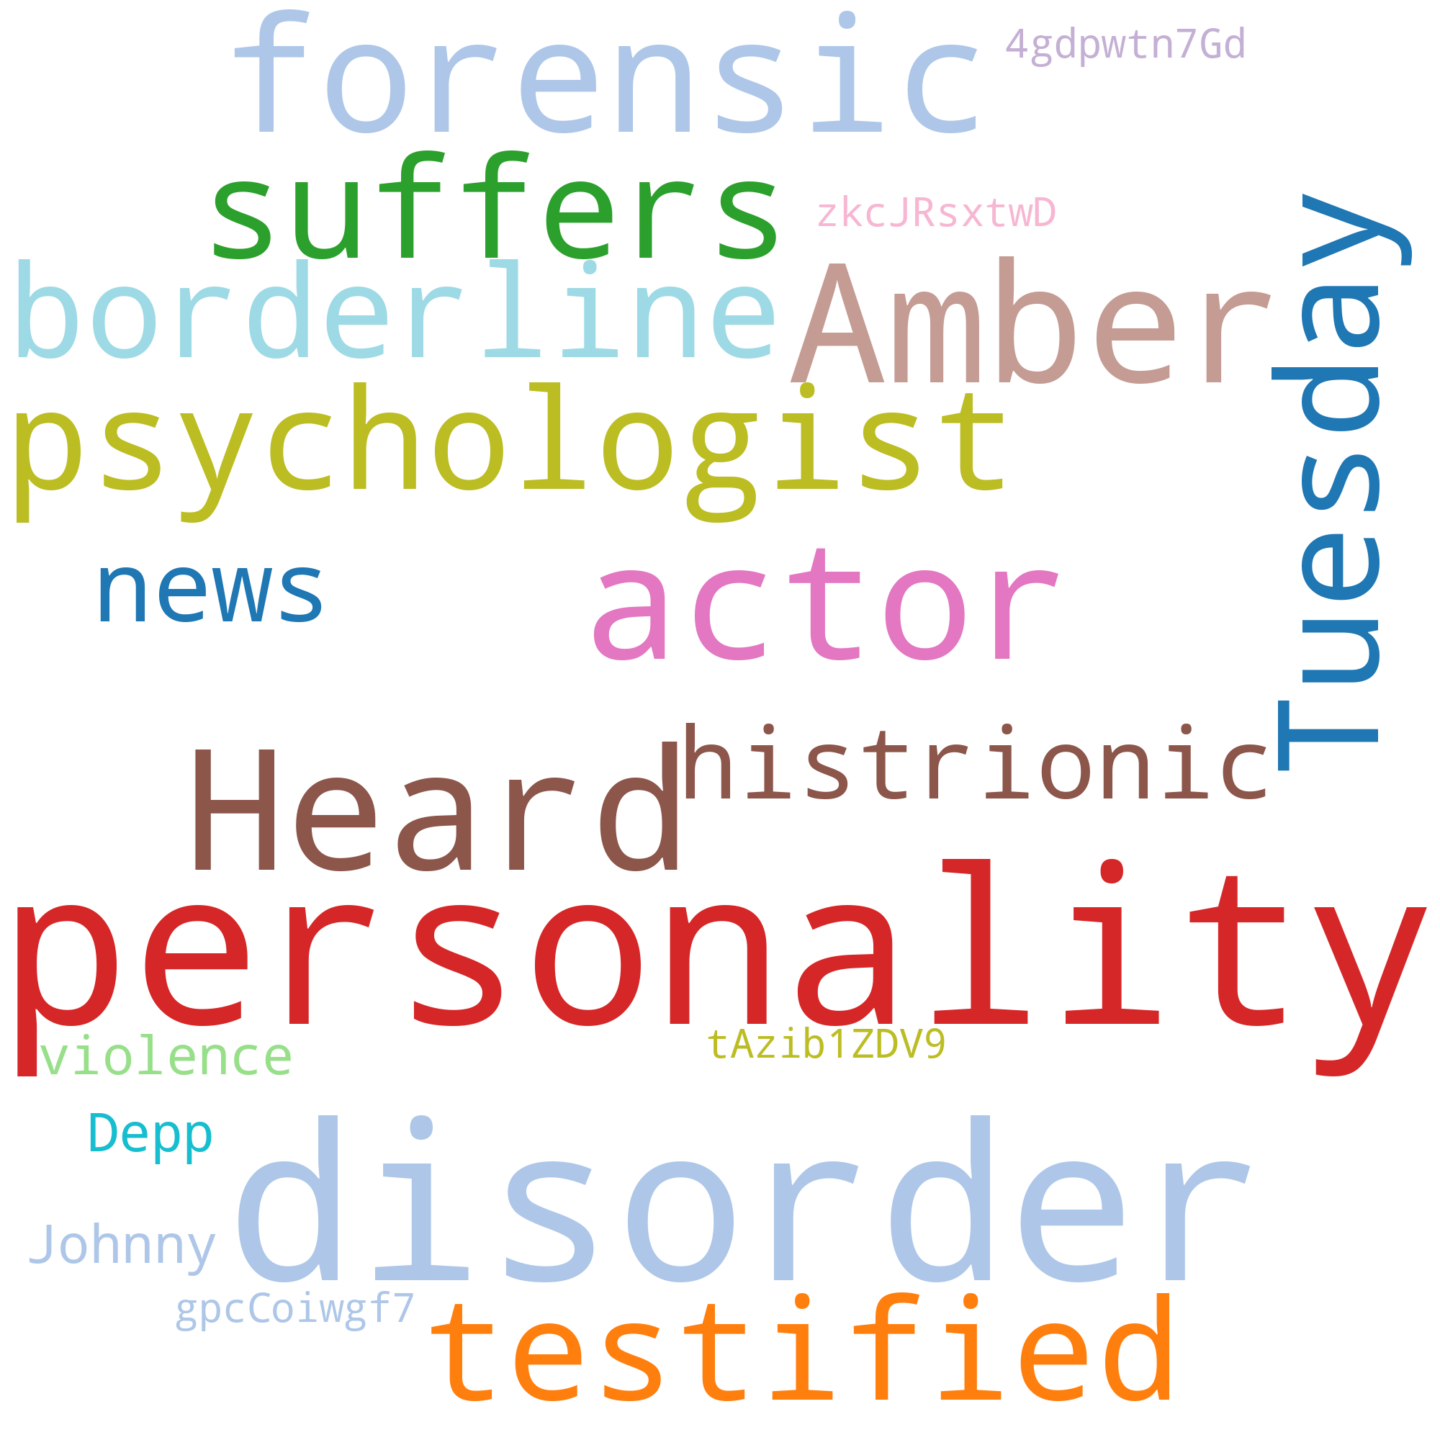 forensic 4gdpwtn7Gd
suffers zkcJRsxtwD
borderline Amber
Tuesday
psychologist
news actor
Heard histrionic
personality
violence tAzib1ZDV9
Depp
disorder
Johnny
gpcCoiwgf7 testified